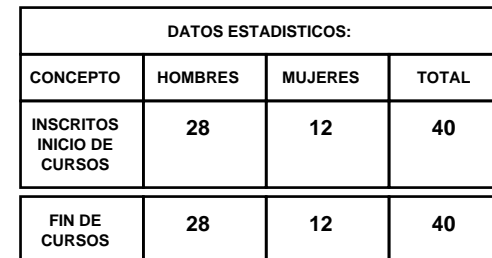 DATOS ESTADISTICOS:
CONCEPTO HOMBRES MUJERES TOTAL
INSCRITOS
INICIO DE
CURSOS
28 12 40
FIN DE
CURSOS
28 12 40